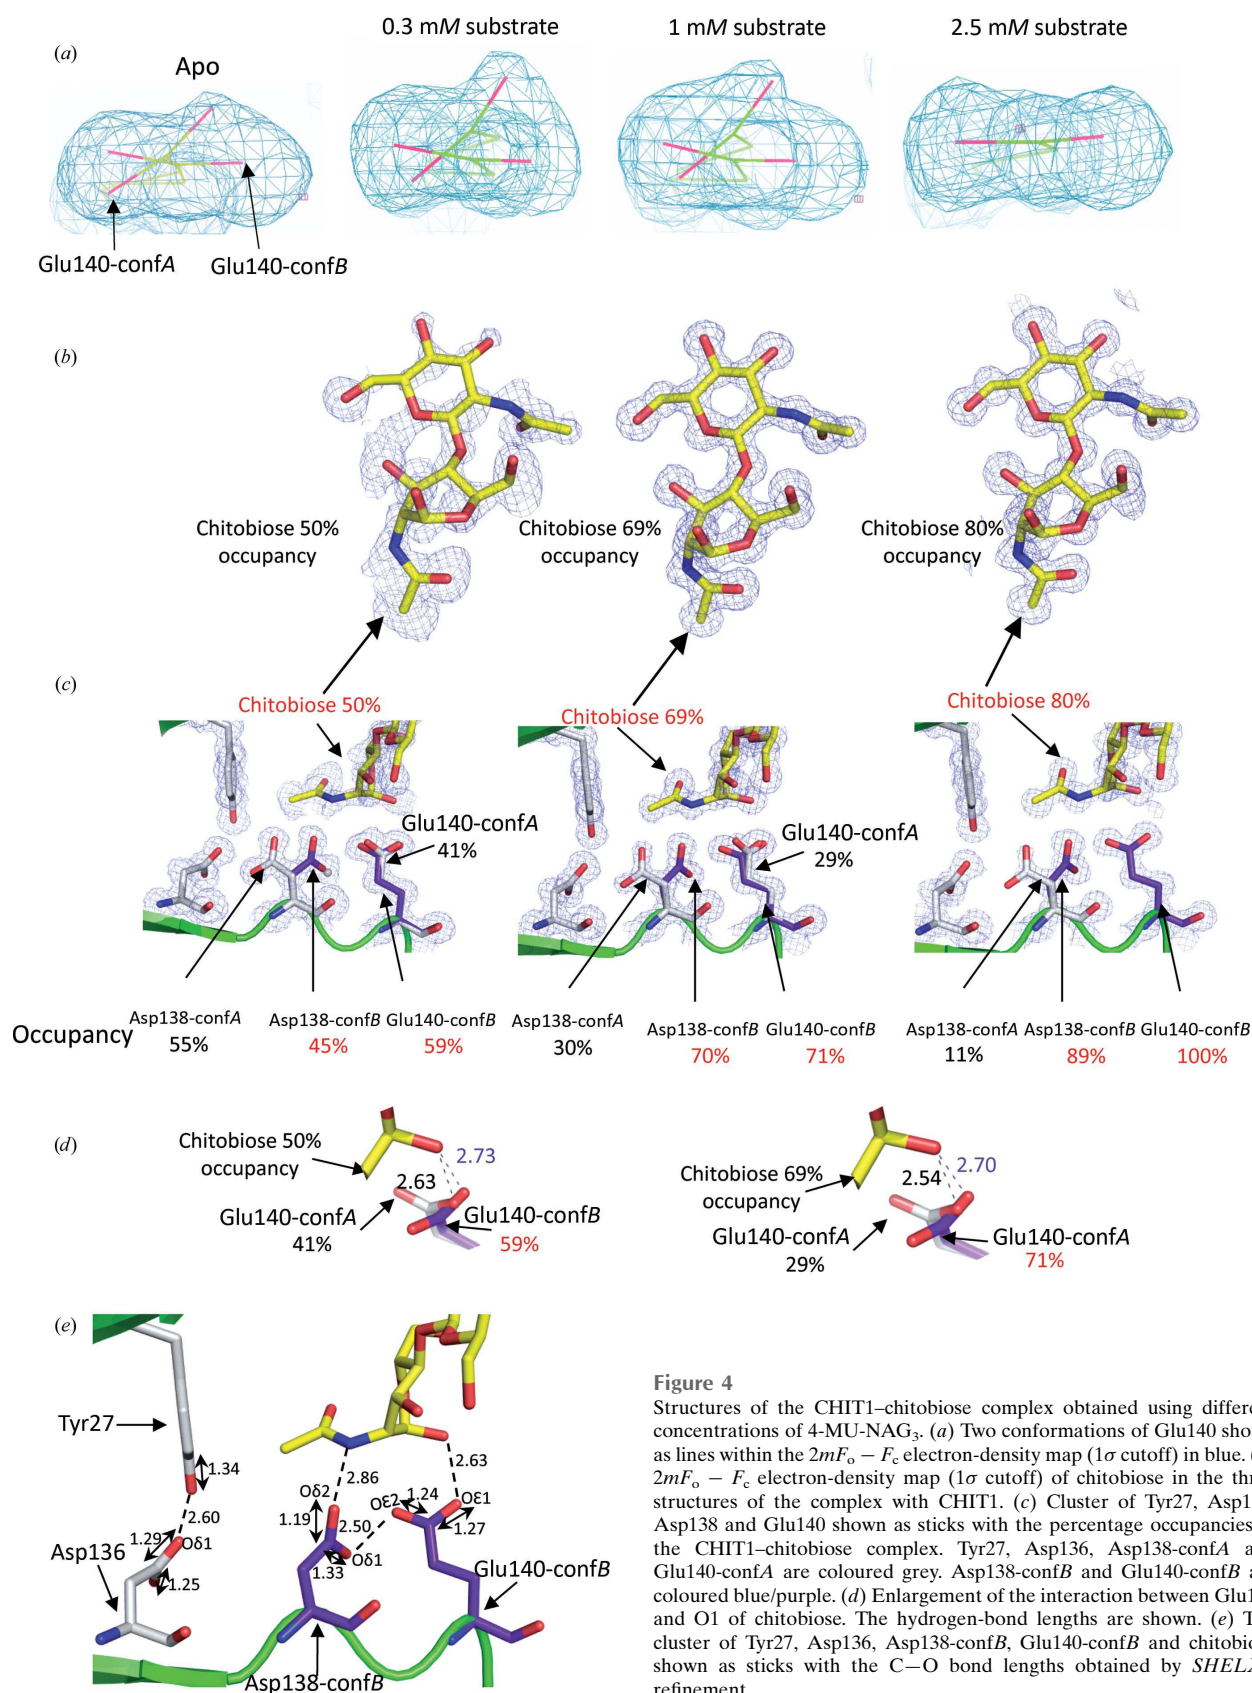 (a)
Apo
0.3 mM substrate
1 mM substrate
2.5 mM substrate
Glu140-confA
Glu140-confB
(b)
Chitobiose 50%
occupancy
Chitobiose 69%
occupancy
Chitobiose 80%
occupancy
(c)
Chitobiose 50%
Chitobiose 69%
Chitobiose 80%
Glu140-confA
41%
Glu140-confA
29%
Occupancy
Asp138-confA
55%
Asp138-confB
45%
Glu140-confB
59%
Asp138-confA
30%
Asp138-confB
70%
Glu140-confB
71%
Asp138-confA
11%
Asp138-confB
89%
Glu140-confB
100%
(d)
Chitobiose 50%
occupancy
2.73
2.63
Glu140-confA
41%
Glu140-confB
59%
Chitobiose 69%
occupancy
2.70
2.54
Glu140-confA
29%
Glu140-confA
71%
(e)
Tyr27
1.34
2.60
1.29
Oδ1
Asp136
1.25
2.86
2.63
Oδ2
1.19
2.50
Oδ1
1.33
Oε2
1.24
Oε1
1.27
Glu140-confB
Asp138-confB
Figure 4
Structures of the CHIT1–chitobiose complex obtained using differe
concentrations of 4-MU-NAG₃. (a) Two conformations of Glu140 show
as lines within the 2mFₒ − F꜀ electron-density map (1σ cutoff) in blue. (
2mFₒ − F꜀ electron-density map (1σ cutoff) of chitobiose in the thr
structures of the complex with CHIT1. (c) Cluster of Tyr27, Asp1
Asp138 and Glu140 shown as sticks with the percentage occupancies
the CHIT1–chitobiose complex. Tyr27, Asp136, Asp138-confA a
Glu140-confA are coloured grey. Asp138-confB and Glu140-confB a
coloured blue/purple. (d) Enlargement of the interaction between Glu1
and O1 of chitobiose. The hydrogen-bond lengths are shown. (e) T
cluster of Tyr27, Asp136, Asp138-confB, Glu140-confB and chitobio
shown as sticks with the C—O bond lengths obtained by SHELX
refinement